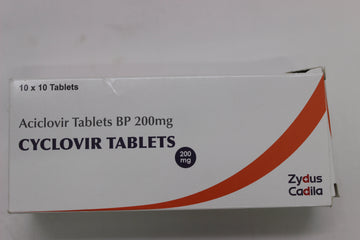 10 x 10 Tablets
Aciclovir Tablets BP 200mg
CYCLOVIR TABLETS
200
mg
Zydus
Cadila